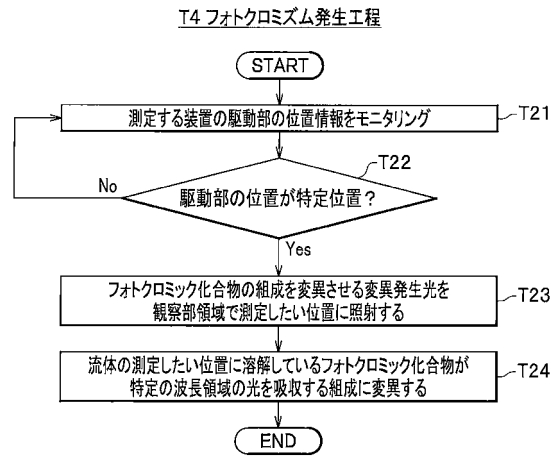 T4 フォトクロミズム発生工程
START
測定する装置の駆動部の位置情報をモニタリング
T21
T22
No
駆動部の位置が特定位置?
Yes
フォトクロミック化合物の組成を変異させる変異発生光を
観察部領域で測定したい位置に照射する
T23
流体の測定したい位置に溶解しているフォトクロミック化合物が
特定の波長領域の光を吸収する組成に変異する
T24
END